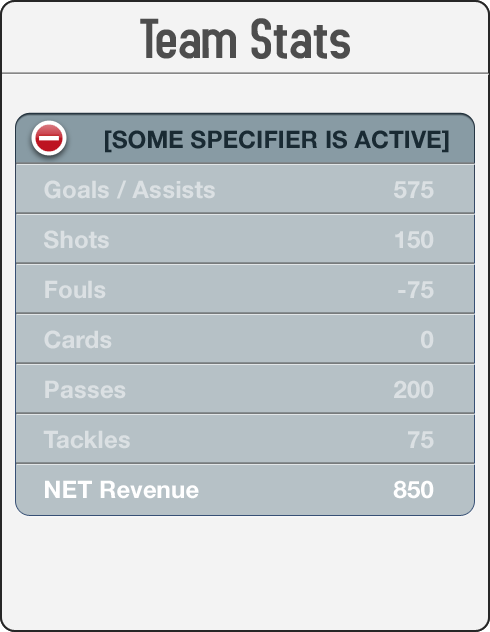 Team Stats
[SOME SPECIFIER IS ACTIVE]
Goals / Assists 575
Shots 150
Fouls -75
Cards 0
Passes 200
Tackles 75
NET Revenue 850